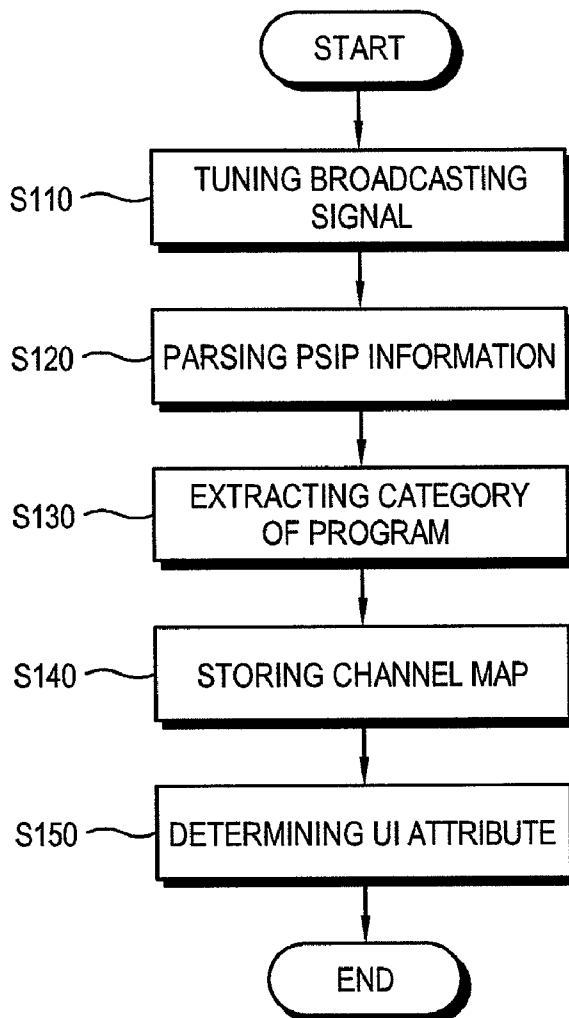 START
S110
TUNING BROADCASTING
SIGNAL
S120
PARSING PSIP INFORMATION
S130
EXTRACTING CATEGORY
OF PROGRAM
S140
STORING CHANNEL MAP
S150
DETERMINING UI ATTRIBUTE
END